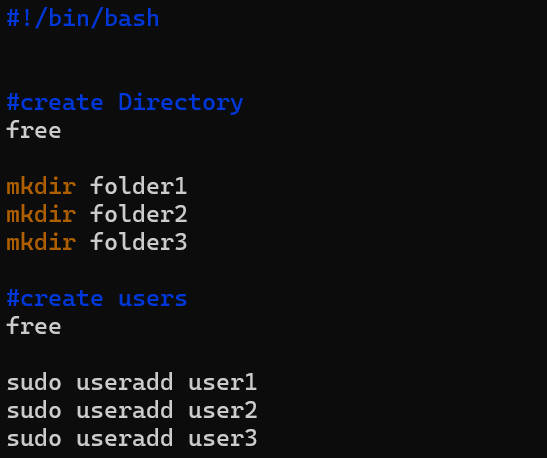 #!/bin/bash
#create Directory
free
mkdir folder1
mkdir folder2
mkdir folder3
#create users
free
sudo useradd user1
sudo useradd user2
sudo useradd user3